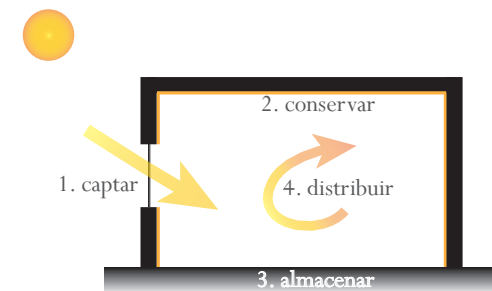 2. conservar
1. captar
4. distribuir
3. almacenar